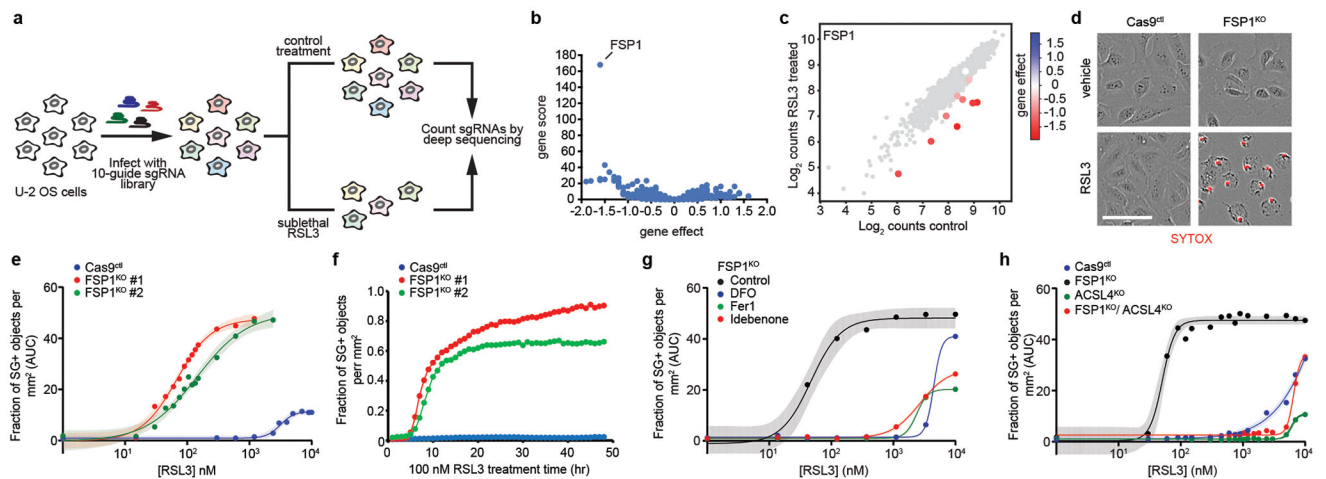 a
U-2 OS cells
Infect with
10-guide sgRNA
library
control
treatment
sublethal
RSL3
Count sgRNAs by
deep sequencing
b
FSP1
gene score
180
160
140
120
100
80
60
40
20
0
-2.0 -1.5 -1.0 -0.5 0 0.5 1.0 1.5 2.0
gene effect
c
FSP1
Log2 counts RSL3 treated
10
9
8
7
6
5
4
3 4 5 6 7 8 9 10
Log2 counts control
gene effect
1.5
1.0
0.5
0.0
−0.5
−1.0
−1.5
d
Cas9ctl FSP1KO
vehicle
RSL3
SYTOX
e
Cas9ctl
FSP1KO #1
FSP1KO #2
Fraction of SG+ objects per
mm2 (AUC)
60
40
20
0
101 102 103 104
[RSL3] nM
f
Cas9ctl
FSP1KO #1
FSP1KO #2
Fraction of SG+ objects
perr mm2
1.0
0.8
0.6
0.4
0.2
0
0 10 20 30 40 50
100 nM RSL3 treatment time (hr)
g
FSP1KO
Control
DFO
Fer1
Idebenone
Fraction of SG+ objects per
mm2 (AUC)
60
40
20
0
101 102 103 104
[RSL3] (nM)
h
Cas9ctl
FSP1KO
ACSL4KO
FSP1KO/ ACSL4KO
Fraction of SG+ objects per
mm2 (AUC)
60
40
20
0
101 102 103 104
[RSL3] (nM)